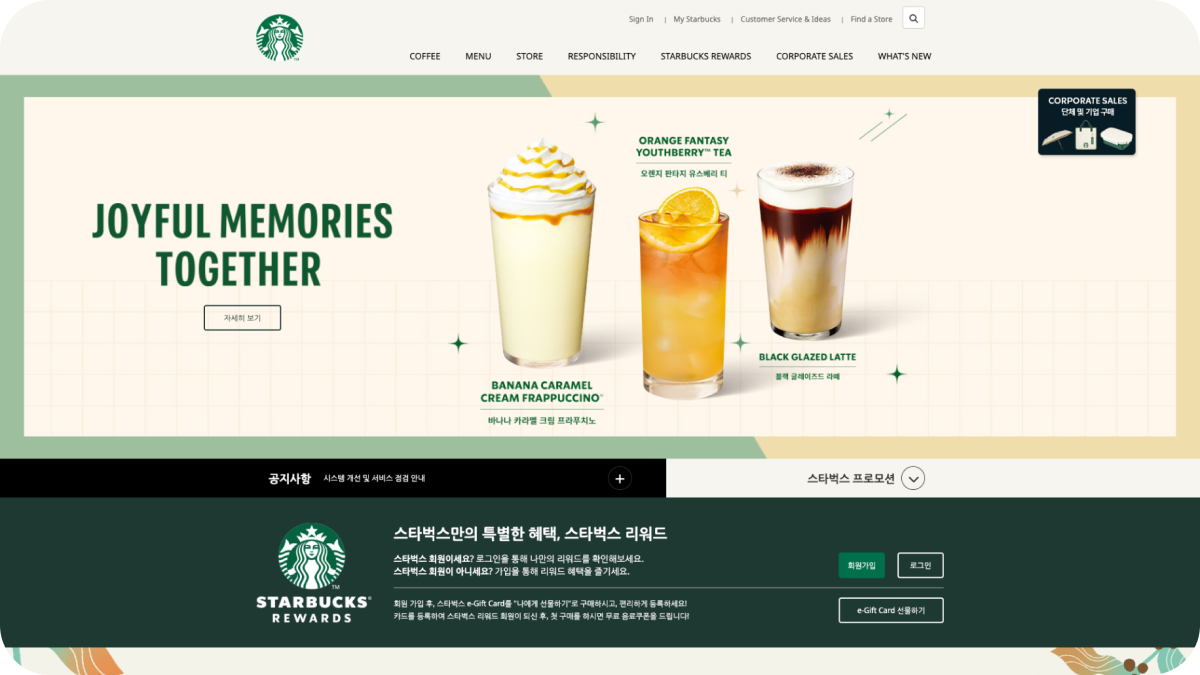 Sign In | My Starbucks | Customer Service & Ideas | Find a Store
COFFEE MENU STORE RESPONSIBILITY STARBUCKS REWARDS CORPORATE SALES WHAT'S NEW
CORPORATE SALES
단체 및 기업 구매
JOYFUL MEMORIES
TOGETHER
자세히 보기
ORANGE FANTASY
YOUTHBERRY™ TEA
오렌지 판타지 유스베리 티
BLACK GLAZED LATTE
블랙 글레이즈드 라떼
BANANA CARAMEL
CREAM FRAPPUCCINO®
바나나 카라멜 크림 프라푸치노
공지사항 시스템 개선 및 서비스 점검 안내
스타벅스 프로모션
STARBUCKS®
REWARDS
스타벅스만의 특별한 혜택, 스타벅스 리워드
스타벅스 회원이세요? 로그인을 통해 나만의 리워드를 확인해보세요.
스타벅스 회원이 아니세요? 가입을 통해 리워드 혜택을 즐기세요.
회원가입 로그인
회원 가입 후, 스타벅스 e-Gift Card를 "나에게 선물하기"로 구매하시고, 편리하게 등록하세요!
카드를 등록하여 스타벅스 리워드 회원이 되신 후, 첫 구매를 하시면 무료 음료쿠폰을 드립니다!
e-Gift Card 선물하기